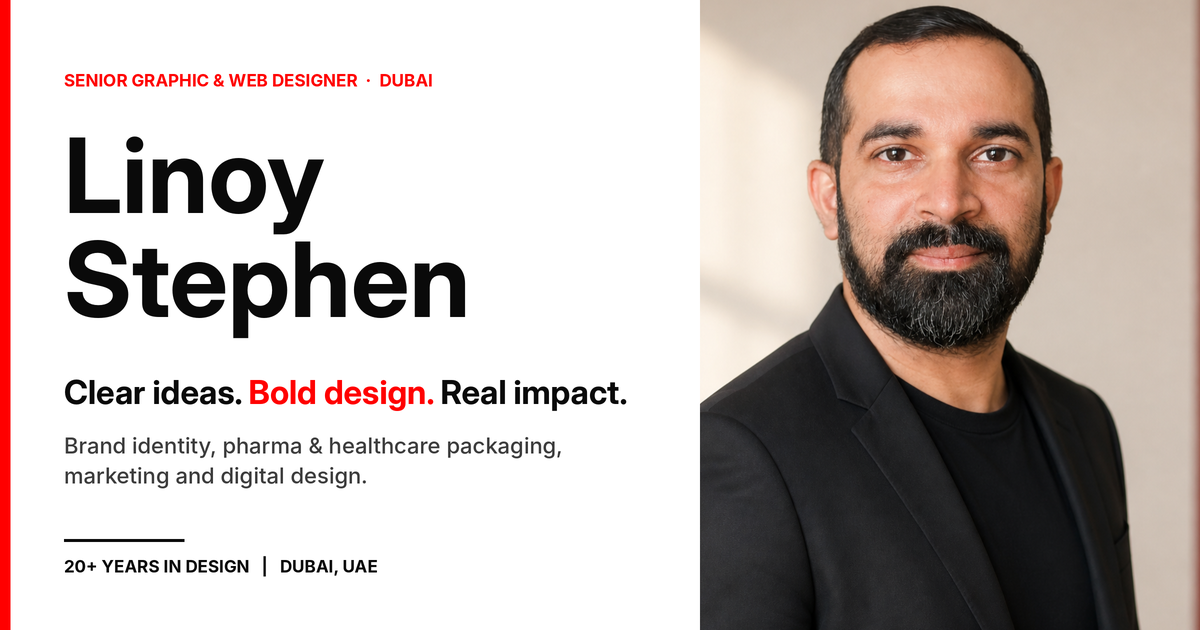 SENIOR GRAPHIC & WEB DESIGNER · DUBAI
Linoy
Stephen
Clear ideas. Bold design. Real impact.
Brand identity, pharma & healthcare packaging,
marketing and digital design.
20+ YEARS IN DESIGN | DUBAI, UAE